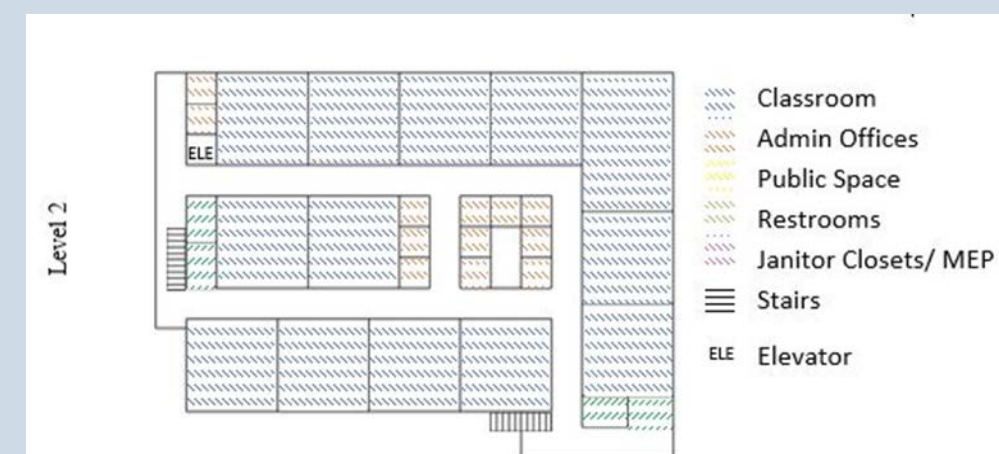 Level 2
ELE
Classroom
Admin Offices
Public Space
Restrooms
Janitor Closets/ MEP
Stairs
ELE Elevator